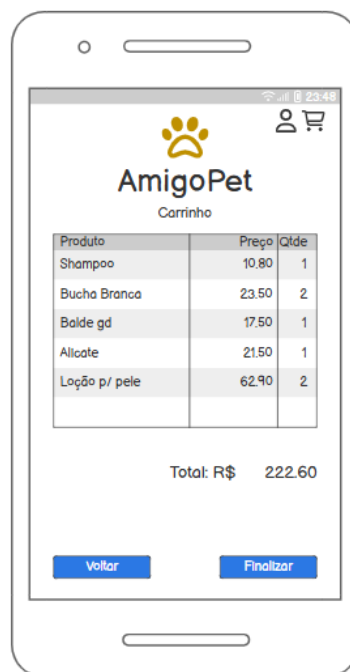 23:48
AmigoPet
Carrinho
Produto Preço Qtde
Shampoo 10.80 1
Bucha Branca 23.50 2
Balde gd 17.50 1
Alicate 21.50 1
Loção p/ pele 62.90 2
Total: R$ 222.60
Voltar Finalizar